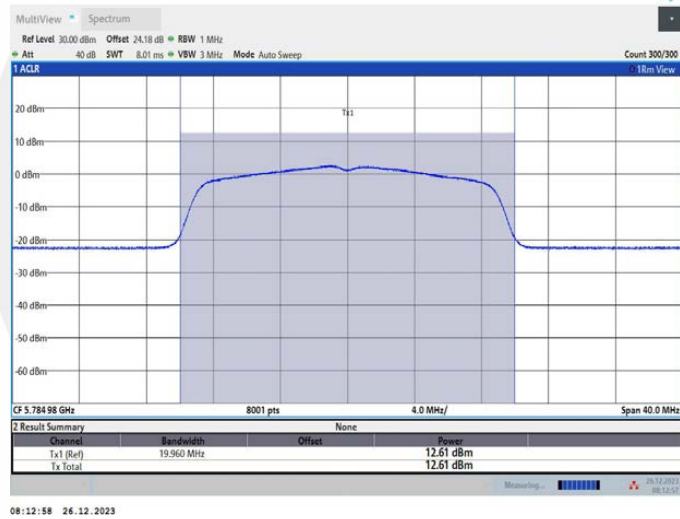 MultiView Spectrum
Ref Level 30.00 dBm Offset 24.18 dB RBW 1 MHz
Att 40 dB SWT 8.01 ms VBW 3 MHz Mode Auto Sweep Count 300/300
1 ACLR 1Rm View
Tx1
20 dBm
10 dBm
0 dBm
-10 dBm
-20 dBm
-30 dBm
-40 dBm
-50 dBm
-60 dBm
CF 5.784 98 GHz 8001 pts 4.0 MHz/ Span 40.0 MHz
2 Result Summary None
Channel Bandwidth Offset Power
Tx1 (Ref) 19.960 MHz 12.61 dBm
Tx Total 12.61 dBm
Measuring... 26.12.2023
08:12:57
08:12:58 26.12.2023